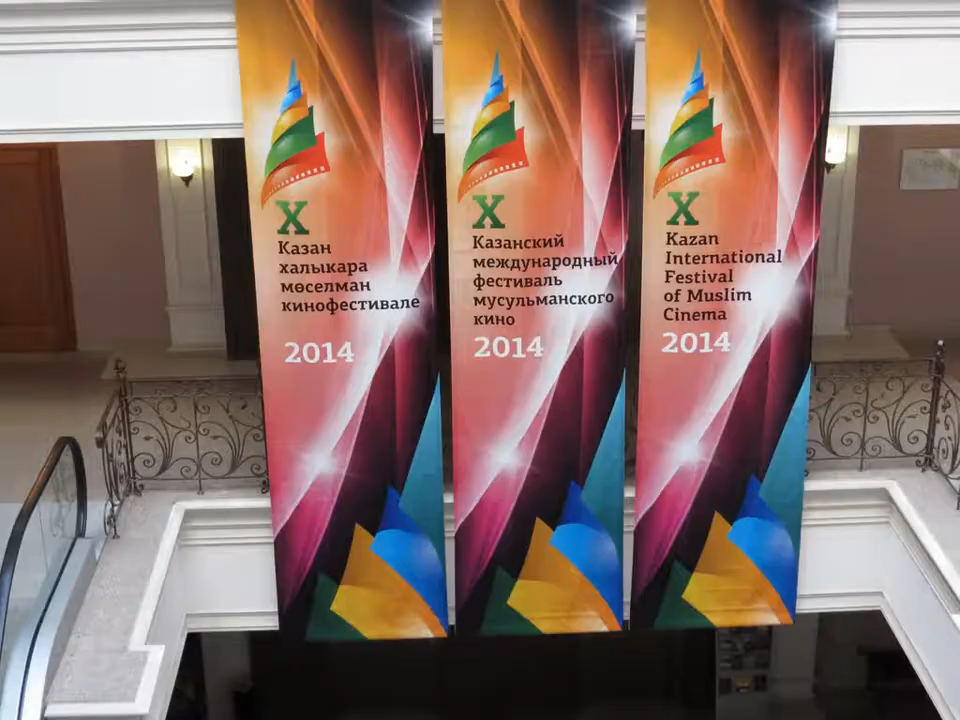 X
Казан
халыкара
мөселман
кинофестивале
2014
X
Казанский
международный
фестиваль
мусульманского
кино
2014
X
Kazan
International
Festival
of Muslim
Cinema
2014